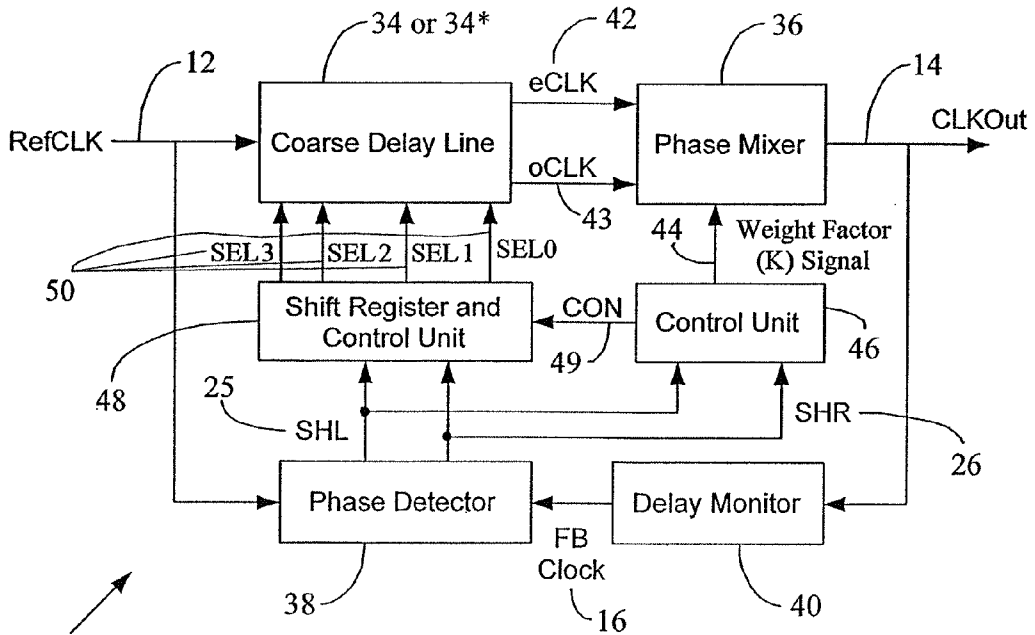 34 or 34*
42
36
12
eCLK
14
RefCLK
Coarse Delay Line
Phase Mixer
CLKOut
oCLK
43
44
Weight Factor
(K) Signal
SEL3
SEL2
SEL1
SEL0
50
Shift Register and
Control Unit
CON
Control Unit
49
46
48
25
SHL
SHR
26
Phase Detector
Delay Monitor
FB
Clock
38
16
40